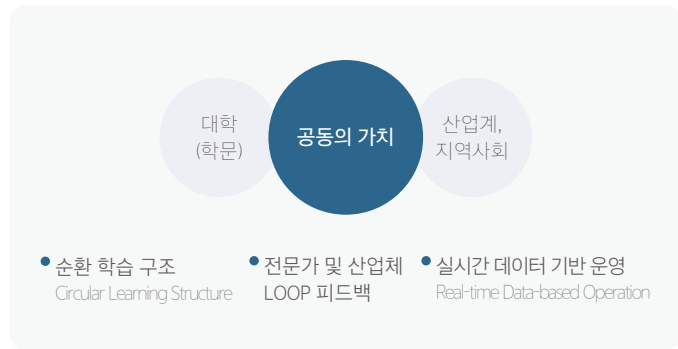 대학
(학문)
공동의 가치
산업계,
지역사회
순환 학습 구조
Circular Learning Structure
전문가 및 산업체
LOOP 피드백
실시간 데이터 기반 운영
Real-time Data-based Operation